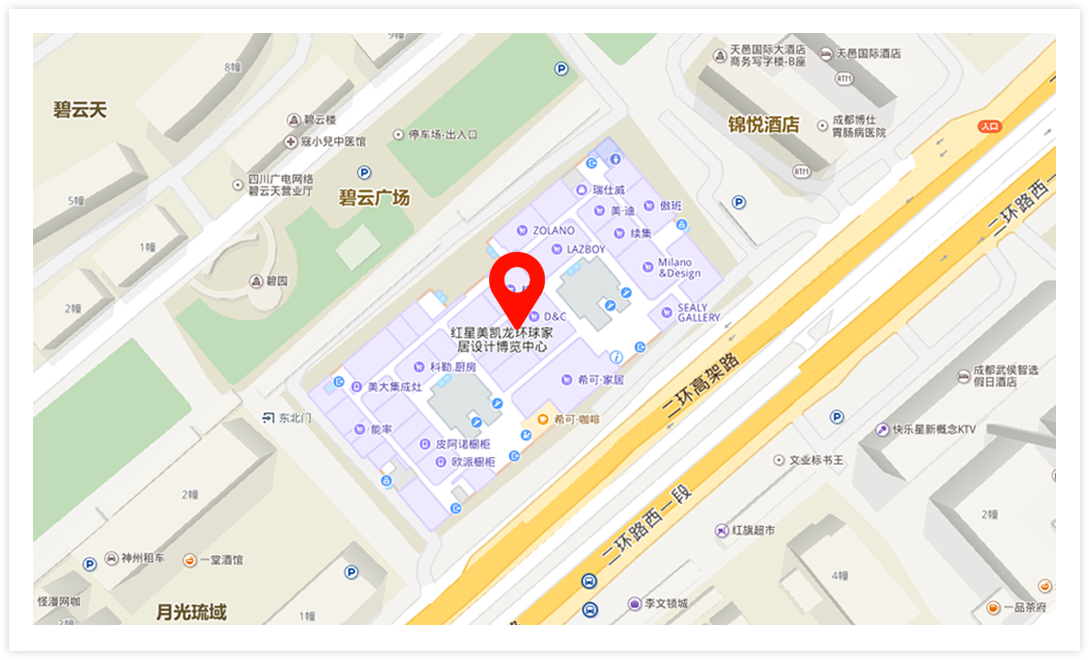 9幢
8幢
碧云天
碧云楼
寇小兒中医馆
停车场-出入口
天邑国际大酒店
商务写字楼-B座
天邑国际酒店
ATM
锦悦酒店
成都博仕
胃肠病医院
入口
ATM
四川广电网络
碧云天营业厅
碧云广场
5幢
1幢
2幢
碧园
瑞仕威
美·迪
傲班
续集
ZOLANO
LAZBOY
Milano
&Design
SEALY
GALLERY
D&C
红星美凯龙环球家
居设计博览中心
科勒.厨房
美大集成灶
希可·家居
希可·咖啡
能率
皮阿诺橱柜
欧派橱柜
东北门
二环路西一
二环高架路
二环路西一段
成都武侯智选
假日酒店
快乐星新概念KTV
文业标书王
2幢
2幢
红旗超市
4幢
神州租车
一堂酒馆
怪潘网咖
月光琉域
1幢
李文锁城
一品茶府